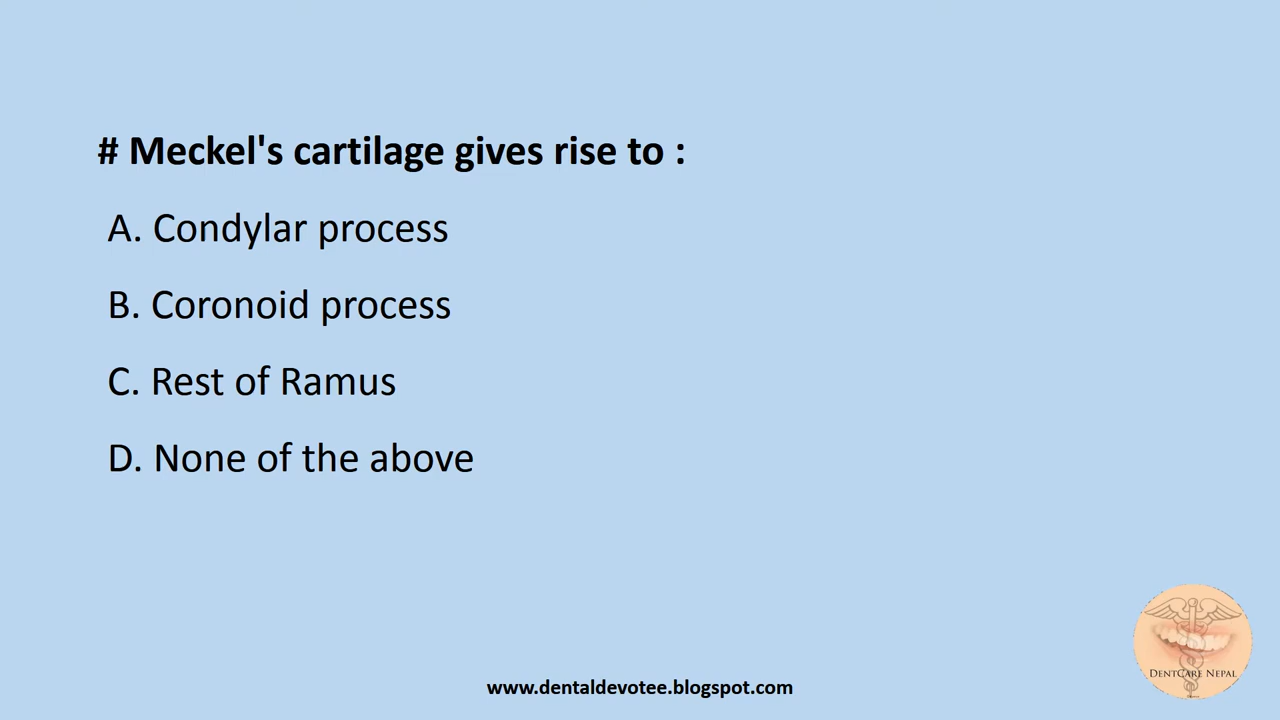 # Meckel's cartilage gives rise to :
A. Condylar process
B. Coronoid process
C. Rest of Ramus
D. None of the above
DENTCARE NEPAL
www.dentaldevotee.blogspot.com